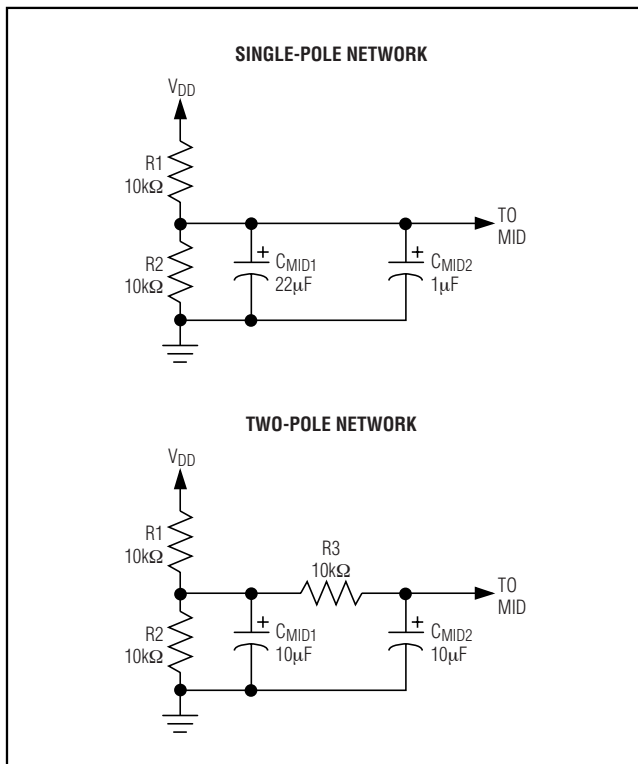 SINGLE-POLE NETWORK
VDD
R1
10kΩ
TO
MID
R2
10kΩ
+
CMID1
22μF
+
CMID2
1μF
TWO-POLE NETWORK
VDD
R1
10kΩ
R3
10kΩ
TO
MID
R2
10kΩ
+
CMID1
10μF
+
CMID2
10μF